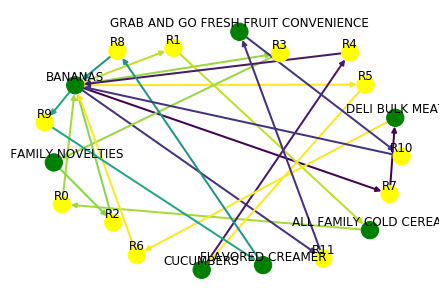 GRAB AND GO FRESH FRUIT CONVENIENCE
R8
R1
R3
R4
BANANAS
R5
DELI BULK MEAT
R9
R10
FAMILY NOVELTIES
R7
R0
R2
ALL FAMILY COLD CEREA
R6
R11
CUCUMBERS
FLAVORED CREAMER